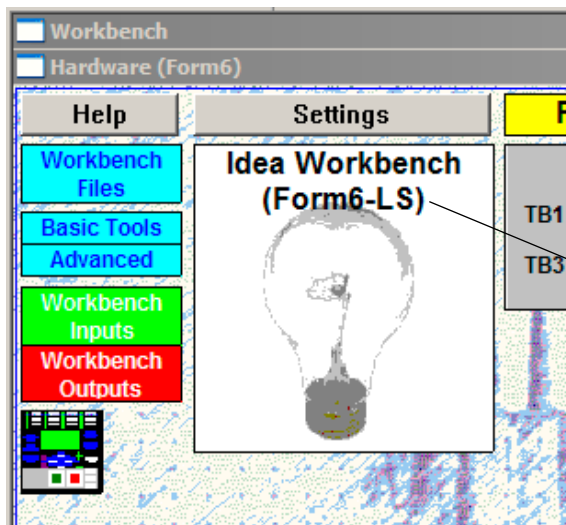 Workbench
Hardware (Form6)
Help
Settings
Workbench
Files
Basic Tools
Advanced
Workbench
Inputs
Workbench
Outputs
Idea Workbench
(Form6-LS)
TB1
TB3